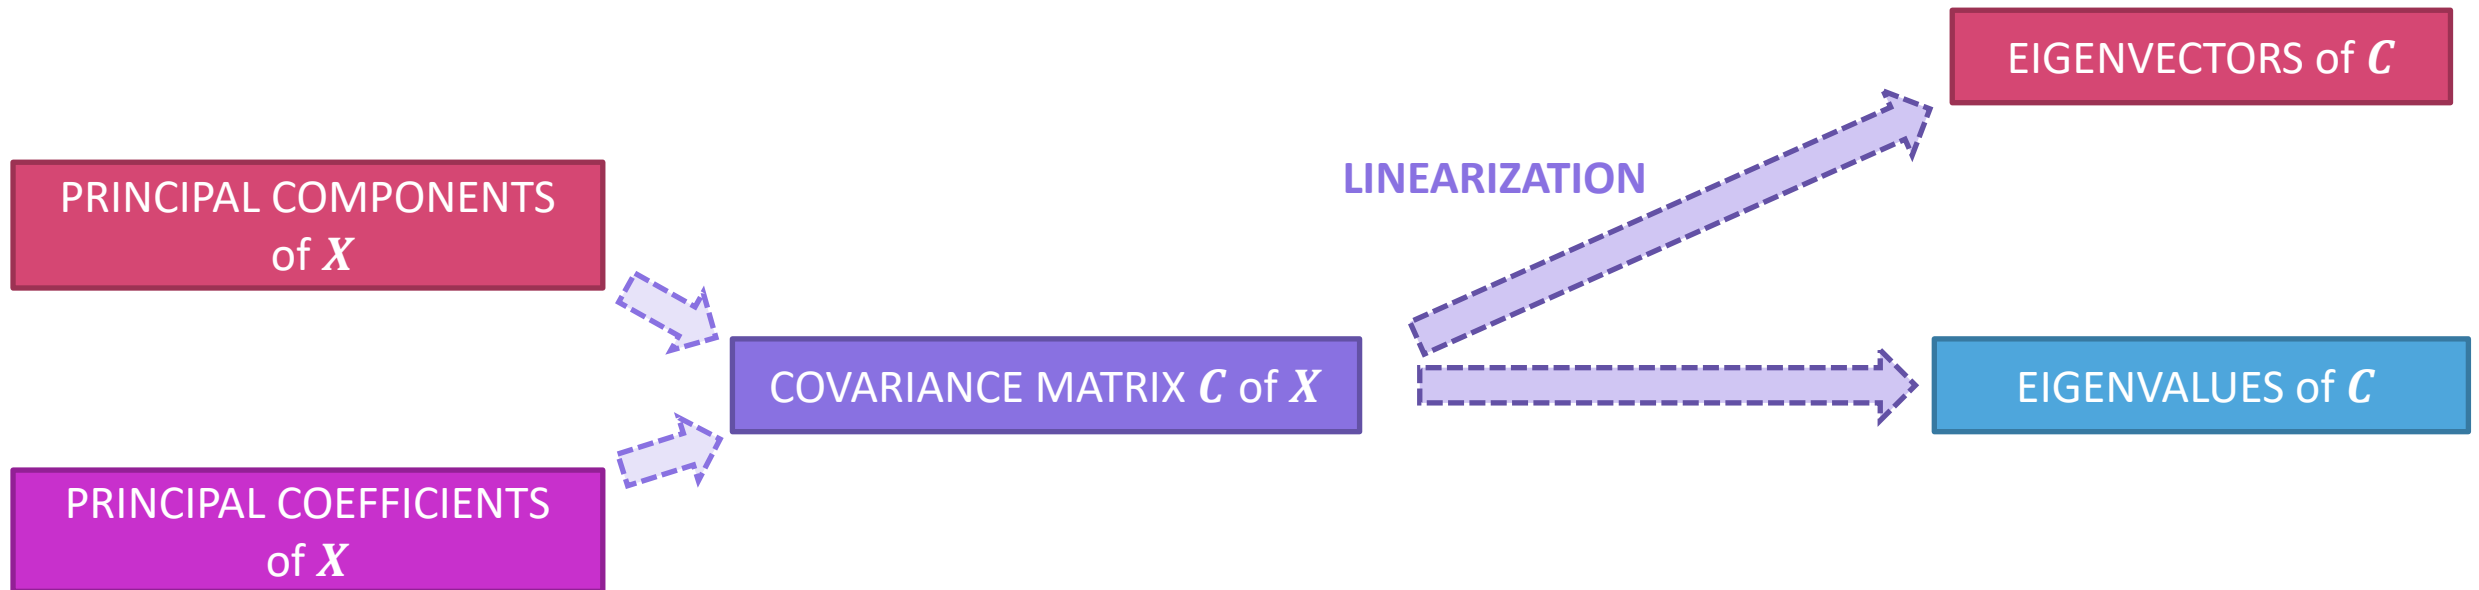 EIGENVECTORS of C
LINEARIZATION
PRINCIPAL COMPONENTS
of X
COVARIANCE MATRIX C of X
EIGENVALUES of C
PRINCIPAL COEFFICIENTS
of X